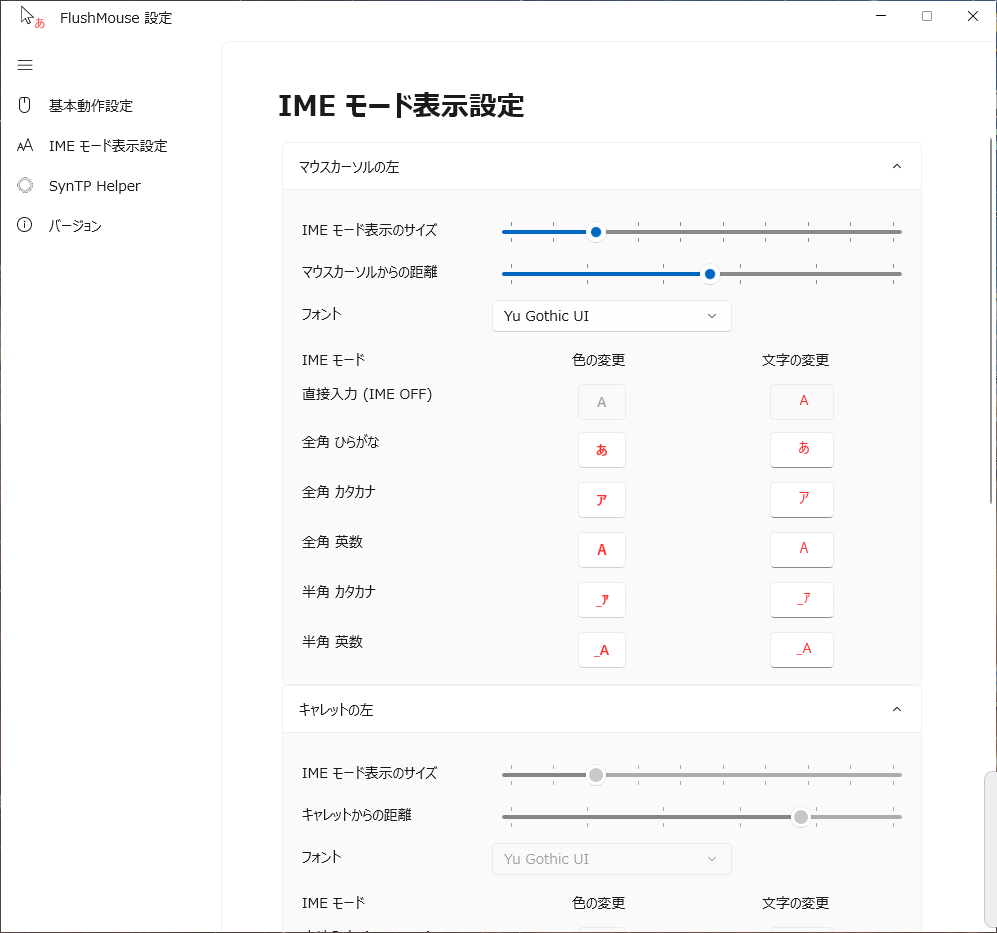 あ FlushMouse 設定
基本動作設定
AA IME モード表示設定
SynTP Helper
バージョン
IME モード表示設定
マウスカーソルの左
IME モード表示のサイズ
マウスカーソルからの距離
フォント Yu Gothic UI
IME モード 色の変更 文字の変更
直接入力 (IME OFF) A A
全角 ひらがな あ あ
全角 カタカナ ア ア
全角 英数 A A
半角 カタカナ _ｱ _ｱ
半角 英数 _A _A
キャレットの左
IME モード表示のサイズ
キャレットからの距離
フォント Yu Gothic UI
IME モード 色の変更 文字の変更